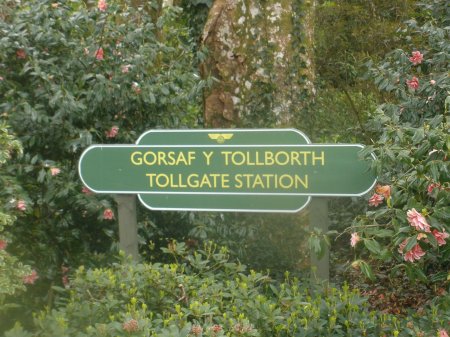 GORSAF Y TOLLBORTH
TOLLGATE STATION